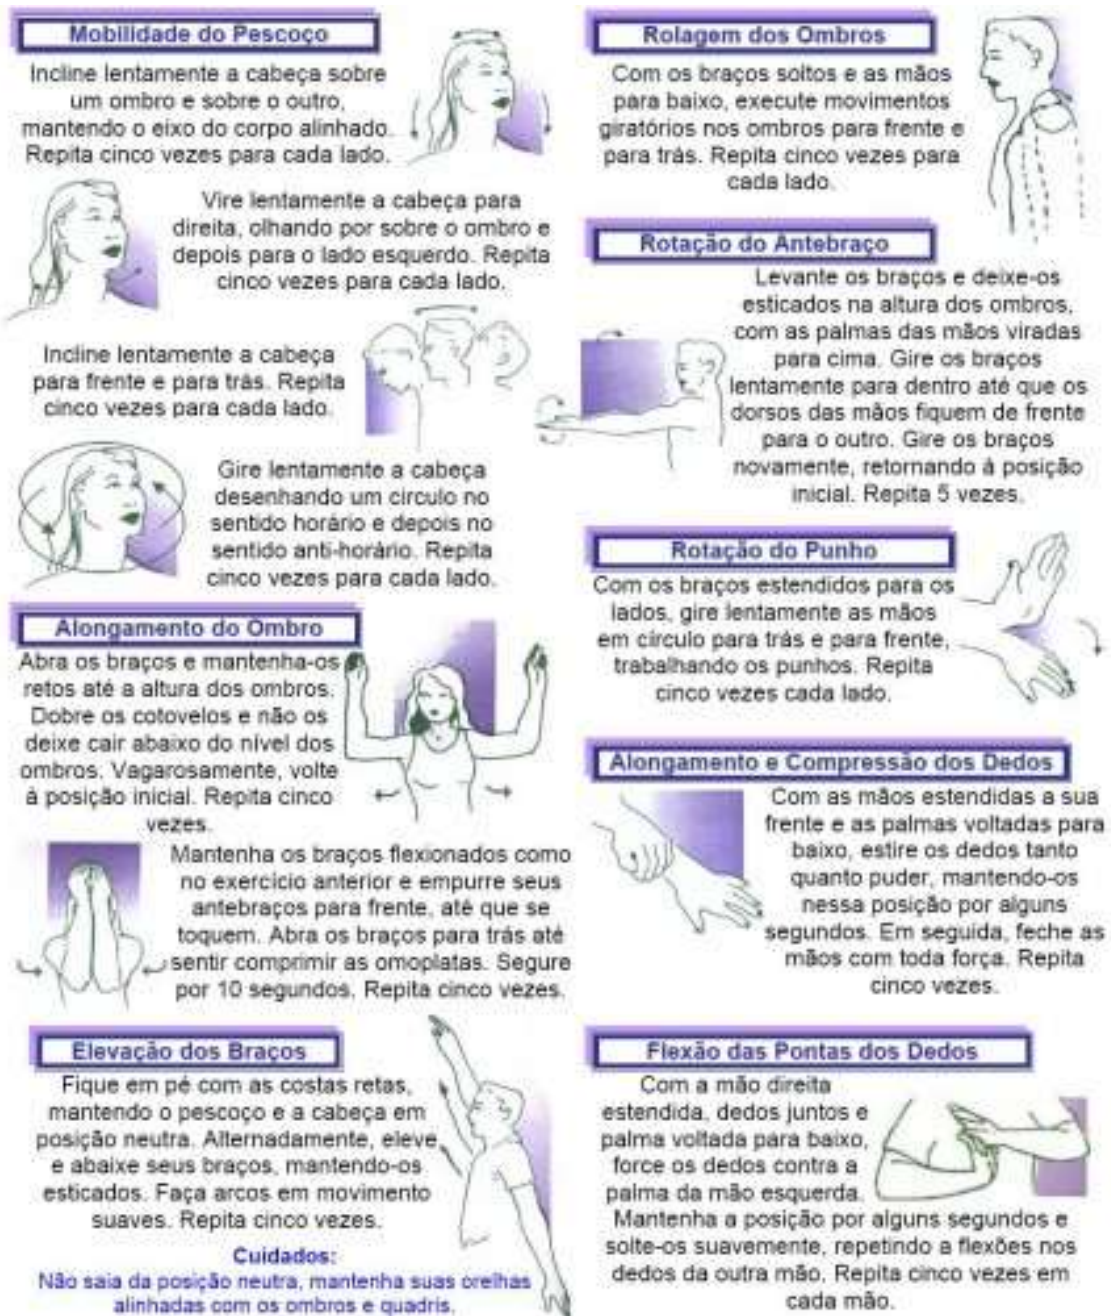 Mobilidade do Pescoço
Incline lentamente a cabeça sobre
um ombro e sobre o outro,
mantendo o eixo do corpo alinhado.
Repita cinco vezes para cada lado.
Vire lentamente a cabeça para
direita, olhando por sobre o ombro e
depois para o lado esquerdo. Repita
cinco vezes para cada lado.
Incline lentamente a cabeça
para frente e para trás. Repita
cinco vezes para cada lado.
Gire lentamente a cabeça
desenhando um circulo no
sentido horário e depois no
sentido anti-horário. Repita
cinco vezes para cada lado.
Alongamento do Ombro
Abra os braços e mantenha-os
retos até a altura dos ombros.
Dobre os cotovelos e não os
deixe cair abaixo do nível dos
ombros. Vagarosamente, volte
à posição inicial. Repita cinco
vezes.
Mantenha os braços flexionados como
no exercício anterior e empurre seus
antebraços para frente, até que se
toquem. Abra os braços para trás até
sentir comprimir as omoplatas. Segure
por 10 segundos. Repita cinco vezes.
Elevação dos Braços
Fique em pé com as costas retas,
mantendo o pescoço e a cabeça em
posição neutra. Alternadamente, eleve
e abaixe seus braços, mantendo-os
esticados. Faça arcos em movimento
suaves. Repita cinco vezes.
Cuidados:
Não saia da posição neutra, mantenha suas orelhas
alinhadas com os ombros e quadris.
Rolagem dos Ombros
Com os braços soltos e as mãos
para baixo, execute movimentos
giratórios nos ombros para frente e
para trás. Repita cinco vezes para
cada lado.
Rotação do Antebraço
Levante os braços e deixe-os
esticados na altura dos ombros,
com as palmas das mãos viradas
para cima. Gire os braços
lentamente para dentro até que os
dorsos das mãos fiquem de frente
para o outro. Gire os braços
novamente, retornando à posição
inicial. Repita 5 vezes.
Rotação do Punho
Com os braços estendidos para os
lados, gire lentamente as mãos
em círculo para trás e para frente,
trabalhando os punhos. Repita
cinco vezes cada lado.
Alongamento e Compressão dos Dedos
Com as mãos estendidas a sua
frente e as palmas voltadas para
baixo, estire os dedos tanto
quanto puder, mantendo-os
nessa posição por alguns
segundos. Em seguida, feche as
mãos com toda força. Repita
cinco vezes.
Flexão das Pontas dos Dedos
Com a mão direita
estendida, dedos juntos e
palma voltada para baixo,
force os dedos contra a
palma da mão esquerda.
Mantenha a posição por alguns segundos e
solte-os suavemente, repetindo a flexões nos
dedos da outra mão. Repita cinco vezes em
cada mão.